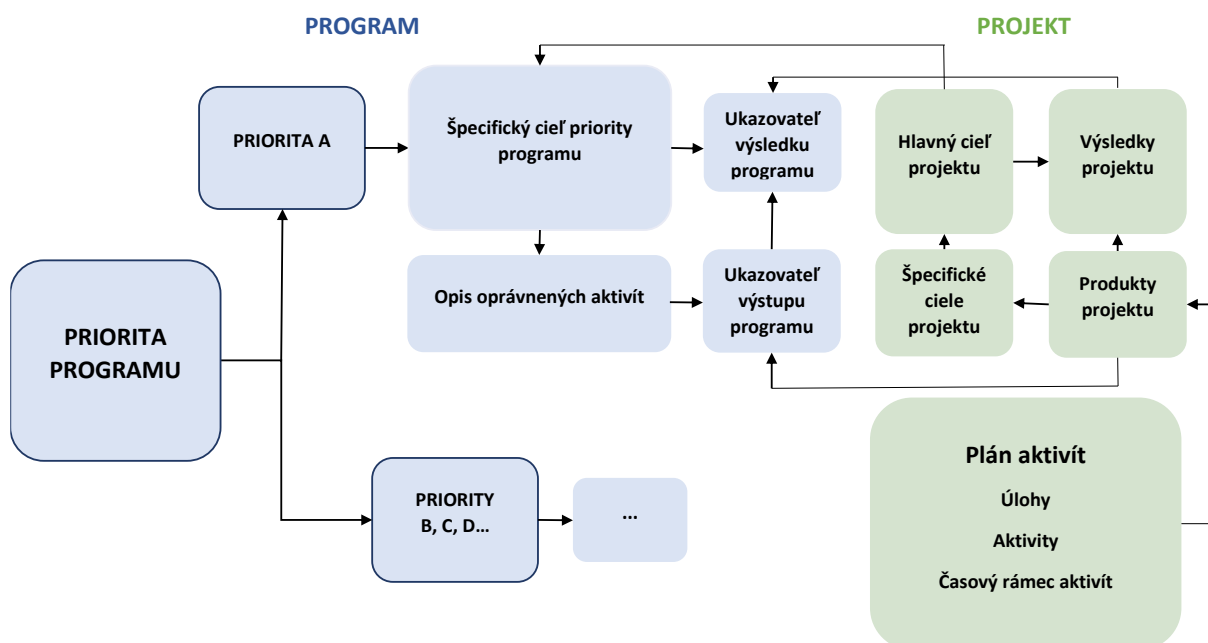 PROGRAM
PROJEKT
PRIORITA A
Špecifický cieľ priority
programu
Ukazovateľ
výsledku
programu
Hlavný cieľ
projektu
Výsledky
projektu
Opis oprávnených aktivít
Ukazovateľ
výstupu
programu
Špecifické
ciele
projektu
Produkty
projektu
PRIORITA
PROGRAMU
PRIORITY
B, C, D...
...
Plán aktivít
Úlohy
Aktivity
Časový rámec aktivít